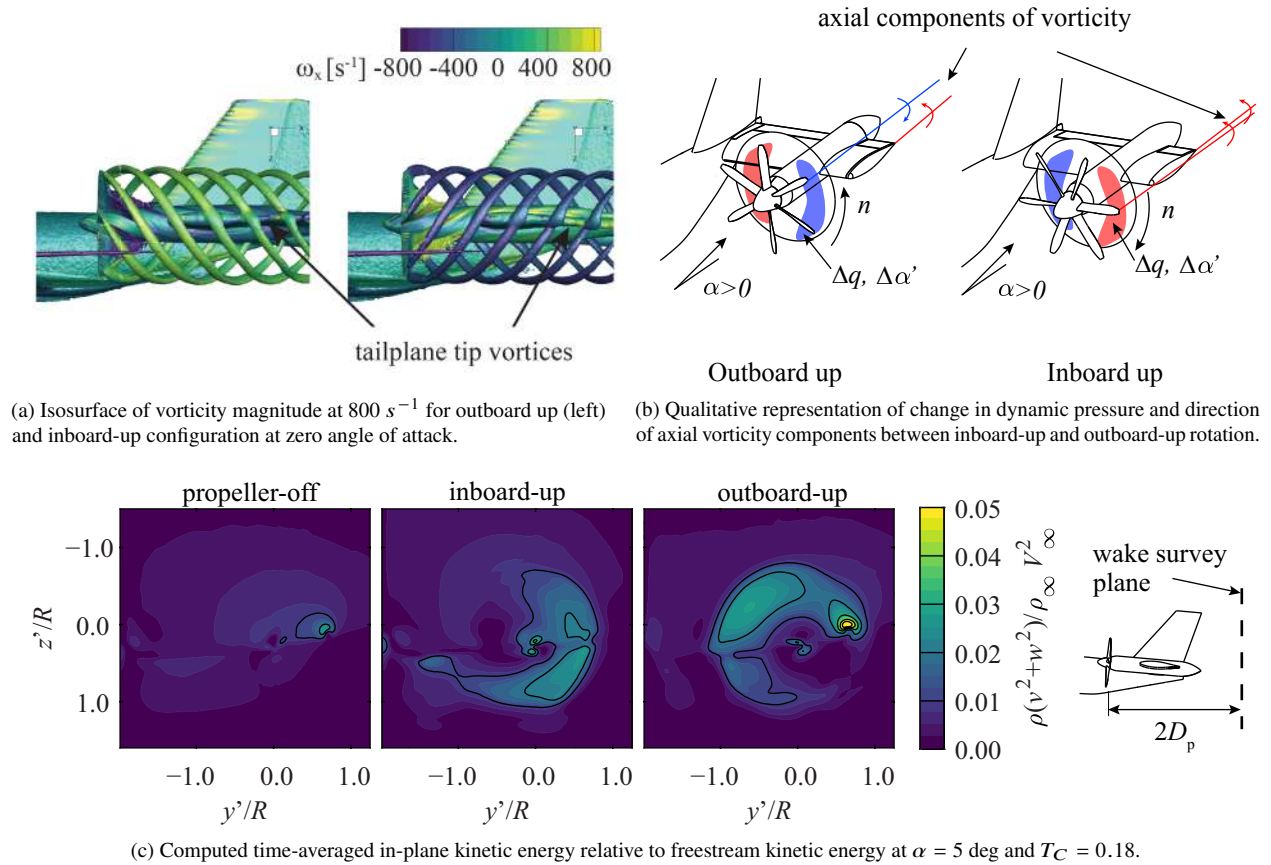 axial components of vorticity
ω_x [s⁻¹] -800 -400 0 400 800
tailplane tip vortices
n
Δq, Δα’
α>0
Outboard up
n
Δq, Δα’
α>0
Inboard up
(a) Isosurface of vorticity magnitude at 800 s⁻¹ for outboard up (left)
and inboard-up configuration at zero angle of attack.
(b) Qualitative representation of change in dynamic pressure and direction
of axial vorticity components between inboard-up and outboard-up rotation.
propeller-off
inboard-up
outboard-up
z’/R
−1.0
0.0
1.0
−1.0 0.0 1.0
y’/R
−1.0 0.0 1.0
y’/R
−1.0 0.0 1.0
y’/R
0.05
0.04
0.03
0.02
0.01
0.00
ρ(v²+w²)/ρ∞ V²∞
wake survey
plane
2D_p
(c) Computed time-averaged in-plane kinetic energy relative to freestream kinetic energy at α = 5 deg and T_C = 0.18.